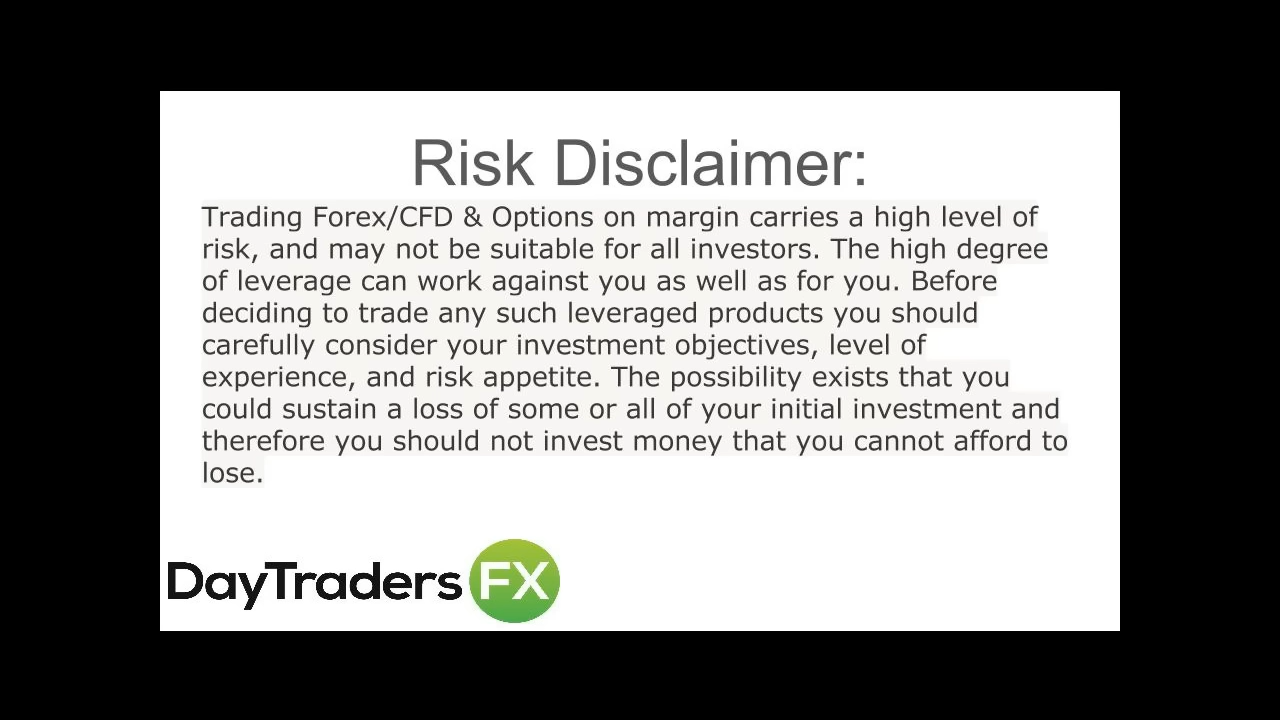 Risk Disclaimer:
Trading Forex/CFD & Options on margin carries a high level of
risk, and may not be suitable for all investors. The high degree
of leverage can work against you as well as for you. Before
deciding to trade any such leveraged products you should
carefully consider your investment objectives, level of
experience, and risk appetite. The possibility exists that you
could sustain a loss of some or all of your initial investment and
therefore you should not invest money that you cannot afford to
lose.
DayTraders FX